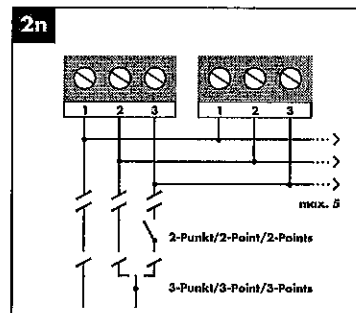 2n
1 2 3 1 2 3
max. 5
2-Punkt/2-Point/2-Points
3-Punkt/3-Point/3-Points